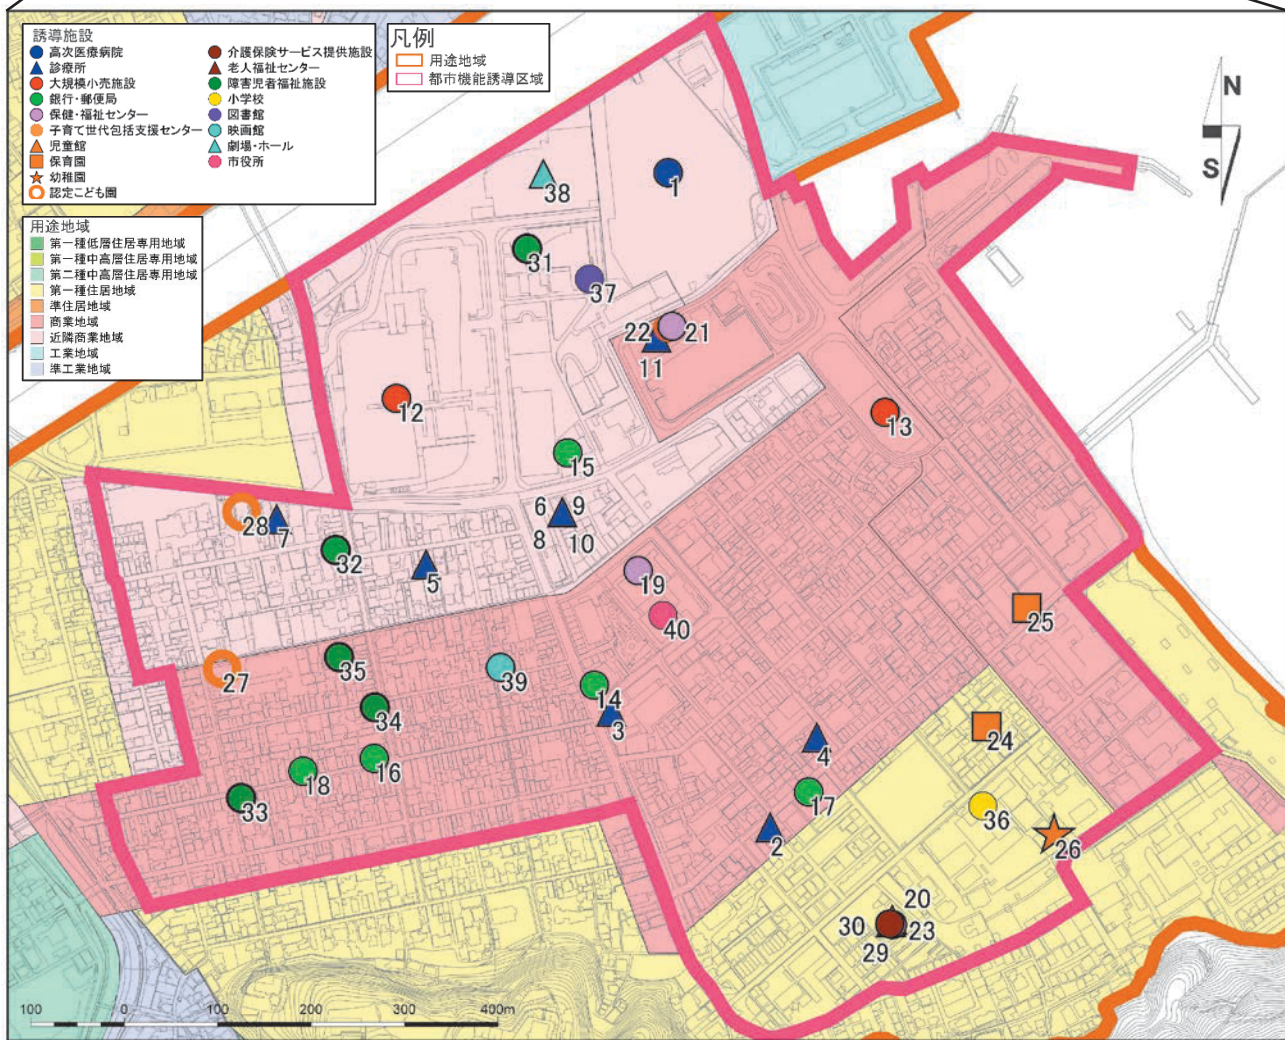 誘導施設
高次医療病院
診療所
大規模小売施設
銀行・郵便局
保健・福祉センター
子育て世代包括支援センター
児童館
保育園
幼稚園
認定こども園
介護保険サービス提供施設
老人福祉センター
障害児者福祉施設
小学校
図書館
映画館
劇場・ホール
市役所
凡例
用途地域
都市機能誘導区域
N
S
用途地域
第一種低層住居専用地域
第一種中高層住居専用地域
第二種中高層住居専用地域
第一種住居地域
準住居地域
商業地域
近隣商業地域
工業地域
準工業地域
38
1
31
37
22
21
11
12
13
15
6
9
8
10
28
7
32
5
19
40
25
27
35
39
14
3
34
24
4
18
16
33
17
36
2
26
20
30
23
29
100
0
100
200
300
400m